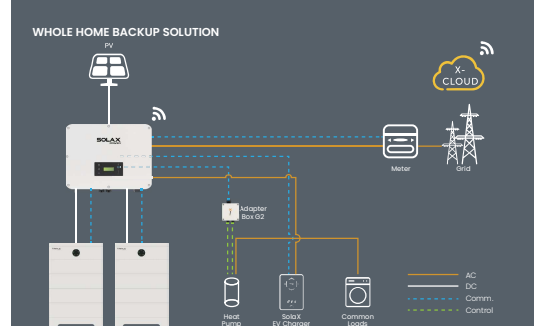 WHOLE HOME BACKUP SOLUTION
PV
X-
CLOUD
SOLAX
Meter
Grid
Adapter
Box G2
AC
DC
Comm.
Control
Heat
Pump
SolaX
EV Charger
Common
Loads